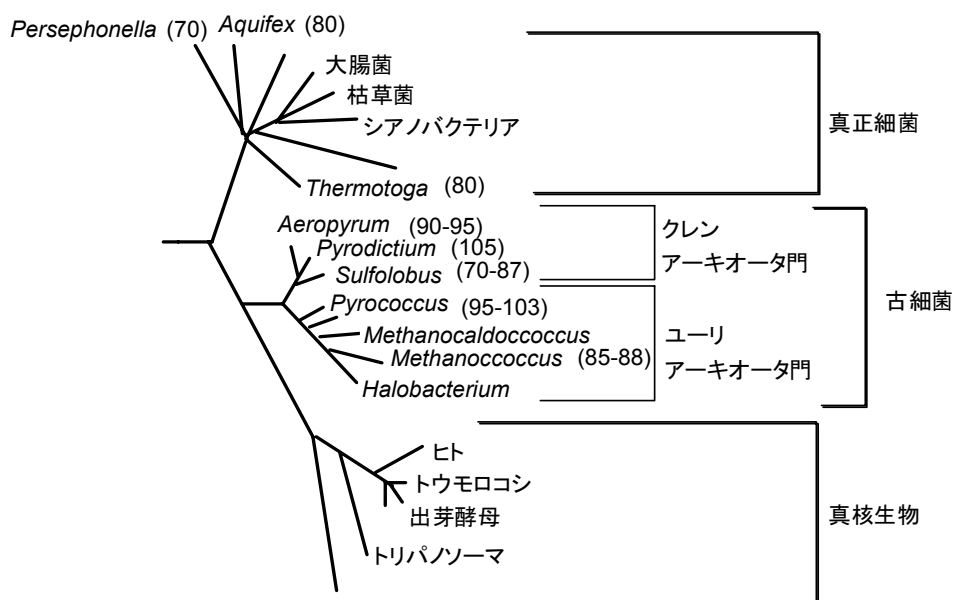 Persephonella (70) Aquifex (80)
大腸菌
枯草菌
シアノバクテリア
Thermotoga (80)
真正細菌
Aeropyrum (90-95)
Pyrodictium (105)
Sulfolobus (70-87)
クレン
アーキオータ門
Pyrococcus (95-103)
Methanocaldoccoccus
Methanoccoccus (85-88)
Halobacterium
ユーリ
アーキオータ門
古細菌
ヒト
トウモロコシ
出芽酵母
トリパノソーマ
真核生物